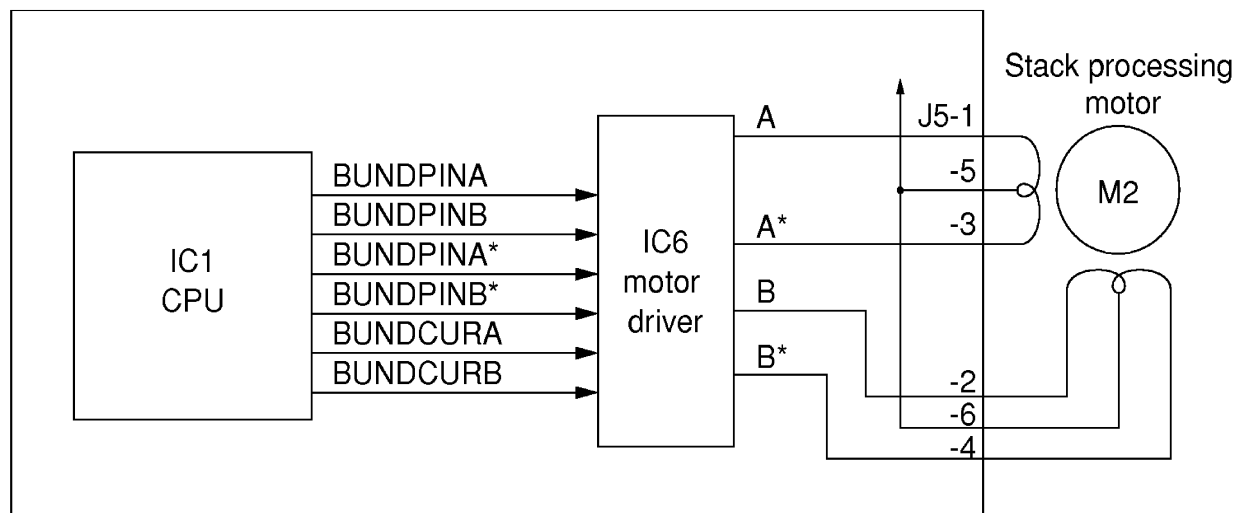 Stack processing
motor
M2
J5-1
-5
-3
-2
-6
-4
A
A*
B
B*
IC1
CPU
BUNDPINA
BUNDPINB
BUNDPINA*
BUNDPINB*
BUNDCURA
BUNDCURB
IC6
motor
driver